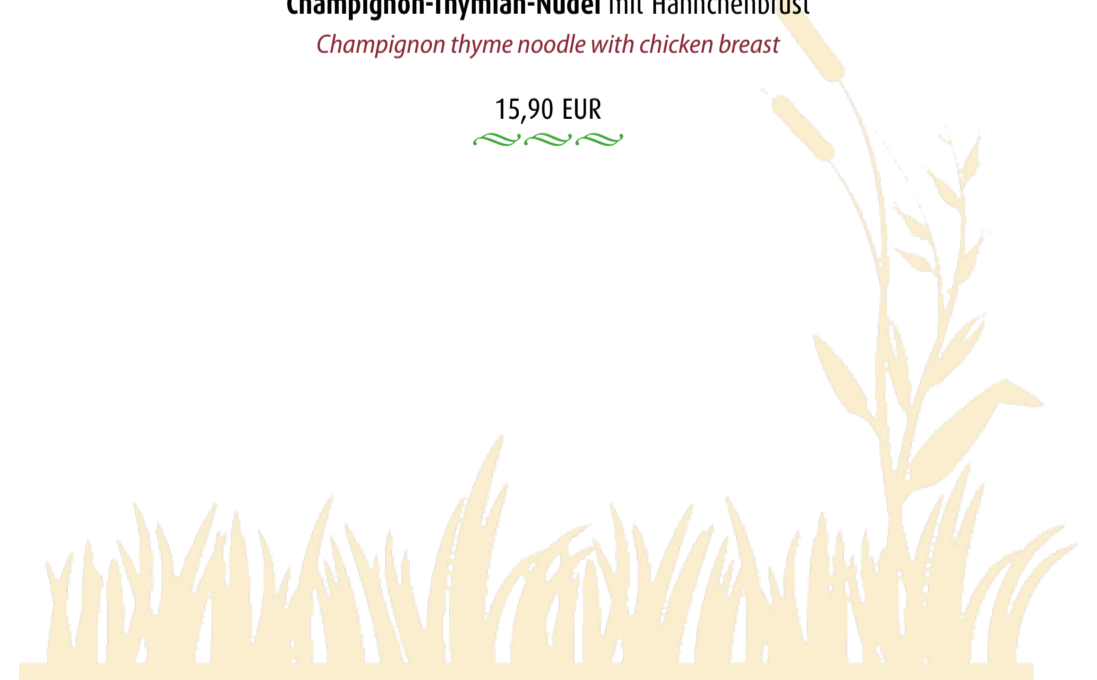 Champignon-Thymian-Nudel mit Hähnchenbrust
Champignon thyme noodle with chicken breast
15,90 EUR